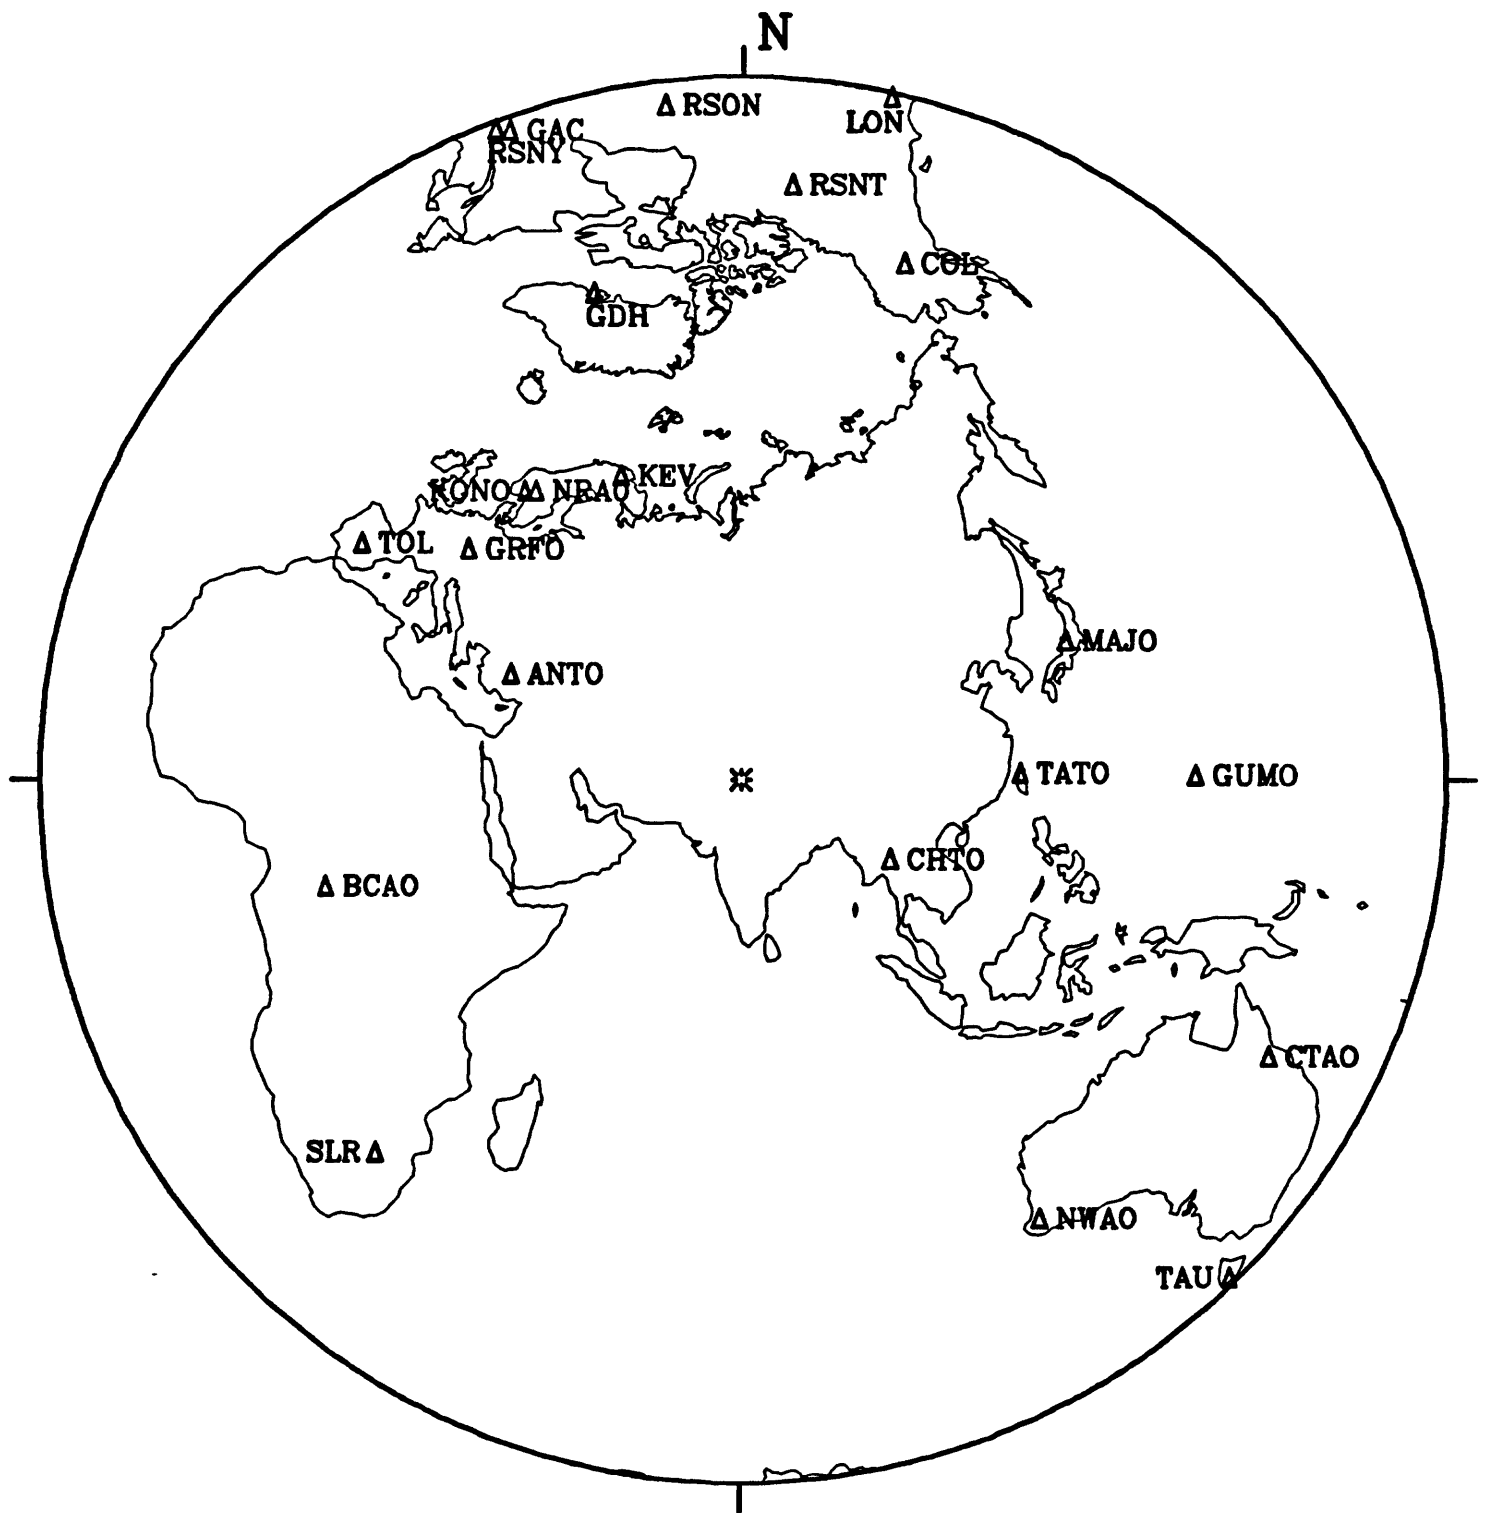 N
RSON
LON
GAC
RSNY
RSNT
COL
GDH
KEV
KONO
NRAO
TOL
GRFO
MAJO
ANTO
TATO
GUMO
CHTO
BCAO
CTAO
SLR
NWAO
TAU